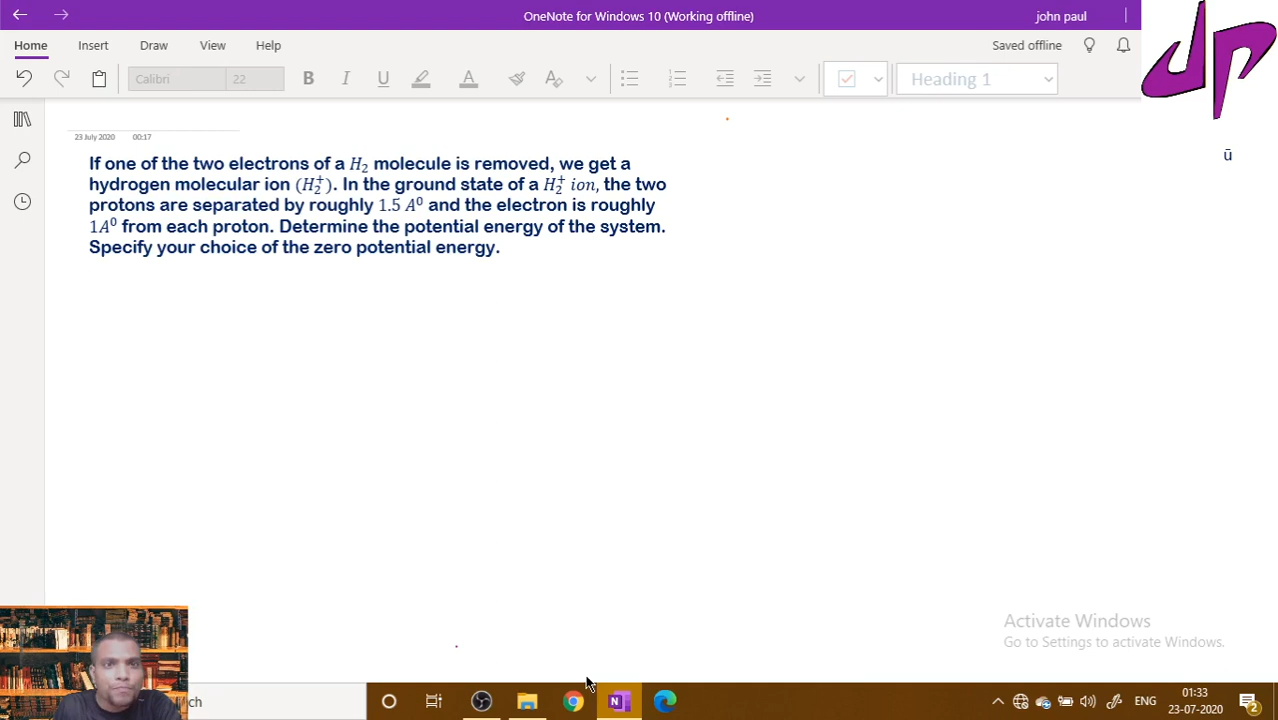 OneNote for Windows 10 (Working offline)
john paul
Home Insert Draw View Help
Saved offline
Calibri 22 B I U A A Heading 1
23 July 2020 00:17
If one of the two electrons of a H₂ molecule is removed, we get a
hydrogen molecular ion (H₂⁺). In the ground state of a H₂⁺ ion, the two
protons are separated by roughly 1.5 A⁰ and the electron is roughly
1A⁰ from each proton. Determine the potential energy of the system.
Specify your choice of the zero potential energy.
ū
Activate Windows
Go to Settings to activate Windows.
ch
ENG
01:33
23-07-2020
2